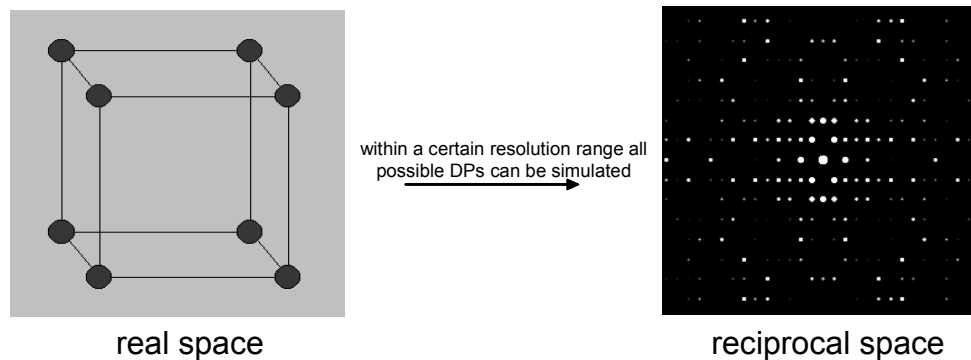 within a certain resolution range all
possible DPs can be simulated
real space
reciprocal space